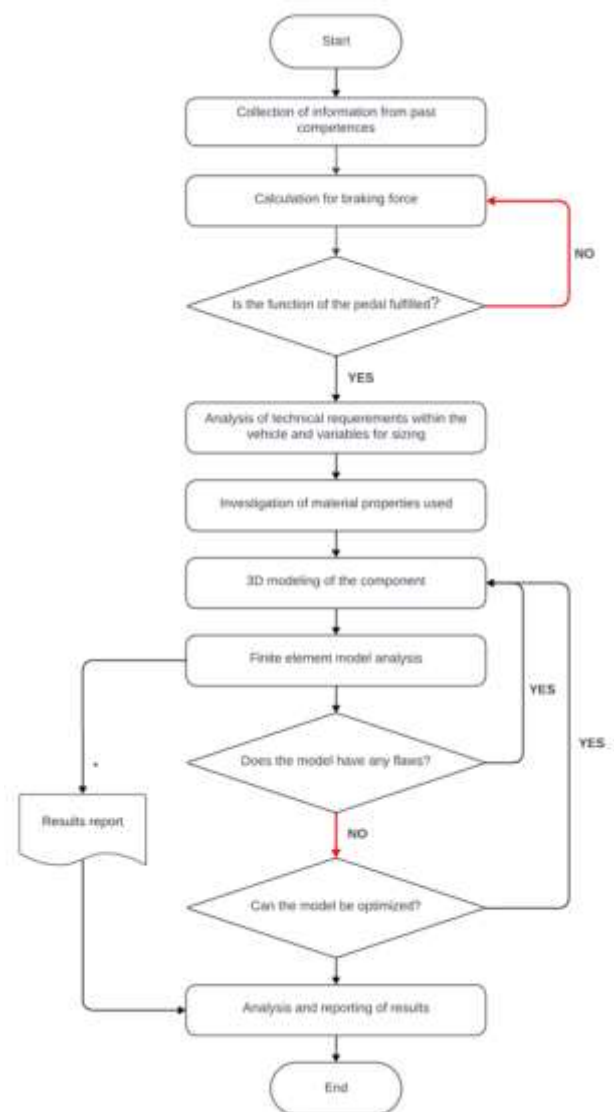 Start
Collection of information from past
competences
Calculation for braking force
NO
Is the function of the pedal fulfilled?
YES
Analysis of technical requerements within the
vehicle and variables for sizing
Investigation of material properties used
3D modeling of the component
Finite element model analysis
YES
YES
Does the model have any flaws?
Results report
NO
Can the model be optimized?
Analysis and reporting of results
End